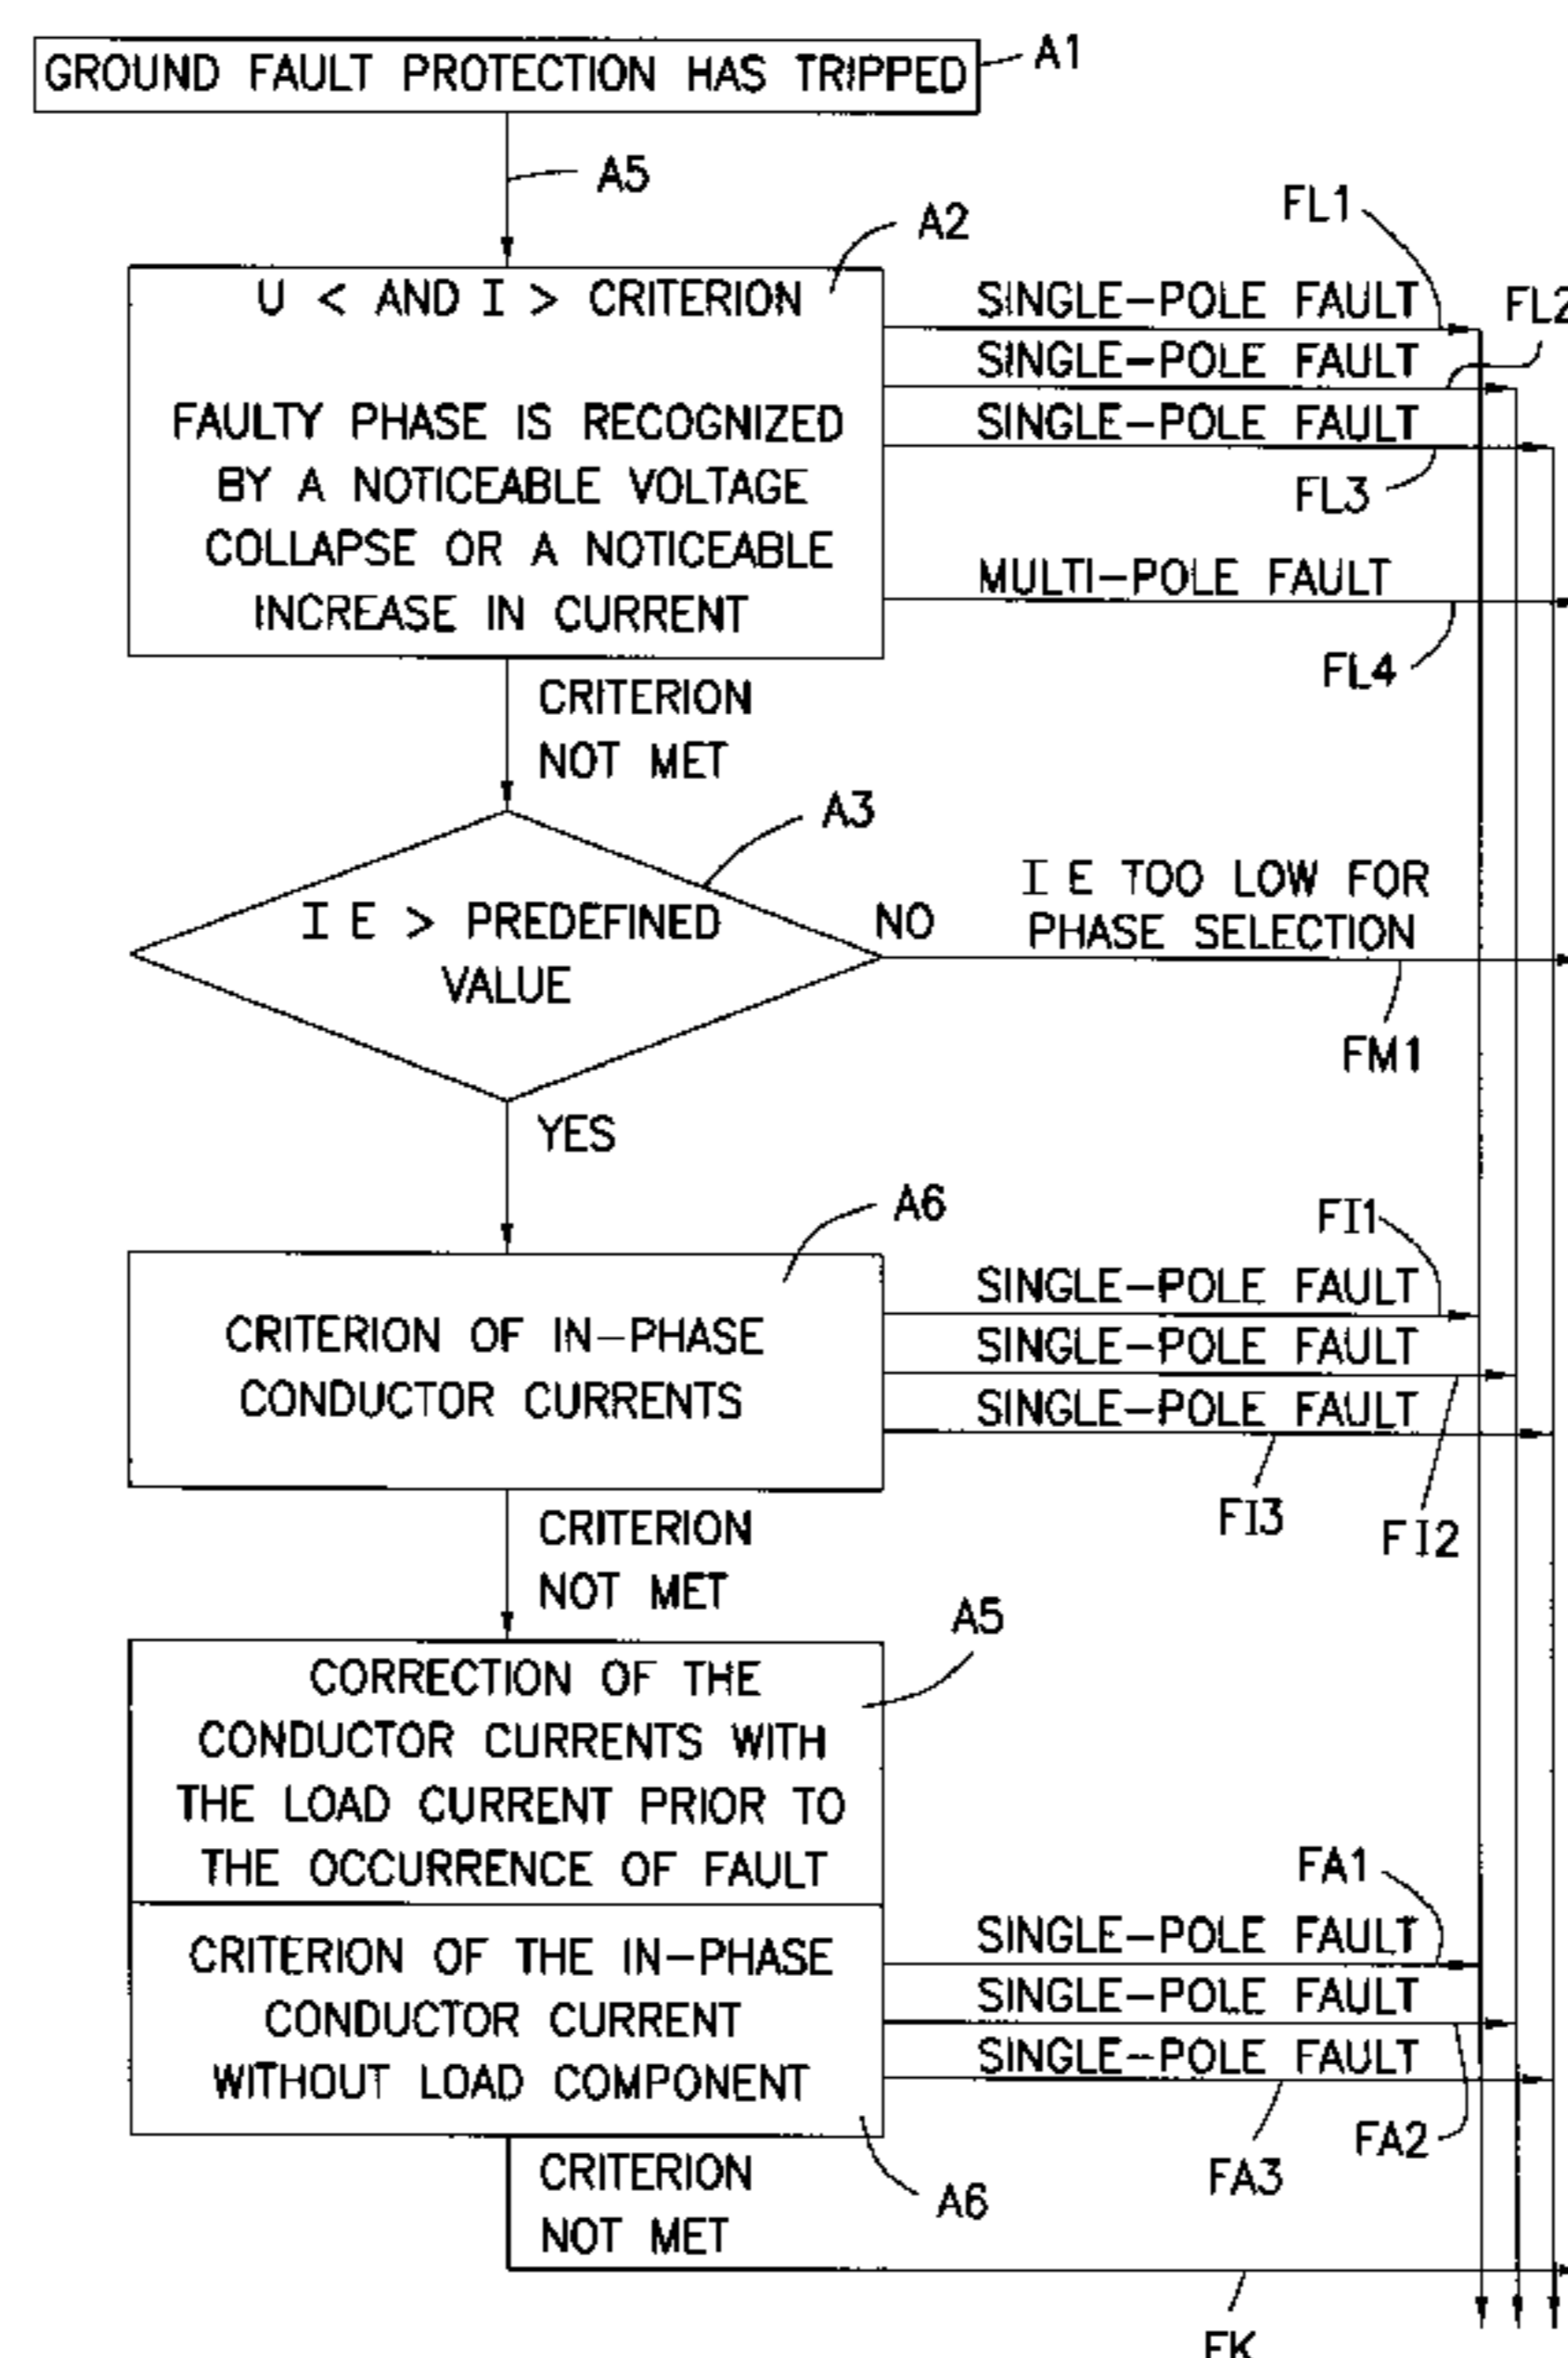 GROUND FAULT PROTECTION HAS TRIPPED
A1
A5
A2
FL1
U < AND I > CRITERION
SINGLE-POLE FAULT
FL2
SINGLE-POLE FAULT
FAULTY PHASE IS RECOGNIZED
SINGLE-POLE FAULT
BY A NOTICEABLE VOLTAGE
FL3
COLLAPSE OR A NOTICEABLE
MULTI-POLE FAULT
INCREASE IN CURRENT
FL4
CRITERION
NOT MET
A3
I E > PREDEFINED
VALUE
NO
I E TOO LOW FOR
PHASE SELECTION
FM1
YES
A6
FI1
SINGLE-POLE FAULT
CRITERION OF IN-PHASE
SINGLE-POLE FAULT
CONDUCTOR CURRENTS
SINGLE-POLE FAULT
FI3
FI2
CRITERION
NOT MET
A5
CORRECTION OF THE
CONDUCTOR CURRENTS WITH
THE LOAD CURRENT PRIOR TO
THE OCCURRENCE OF FAULT
FA1
SINGLE-POLE FAULT
CRITERION OF THE IN-PHASE
SINGLE-POLE FAULT
CONDUCTOR CURRENT
SINGLE-POLE FAULT
WITHOUT LOAD COMPONENT
FA2
FA3
CRITERION
A6
NOT MET